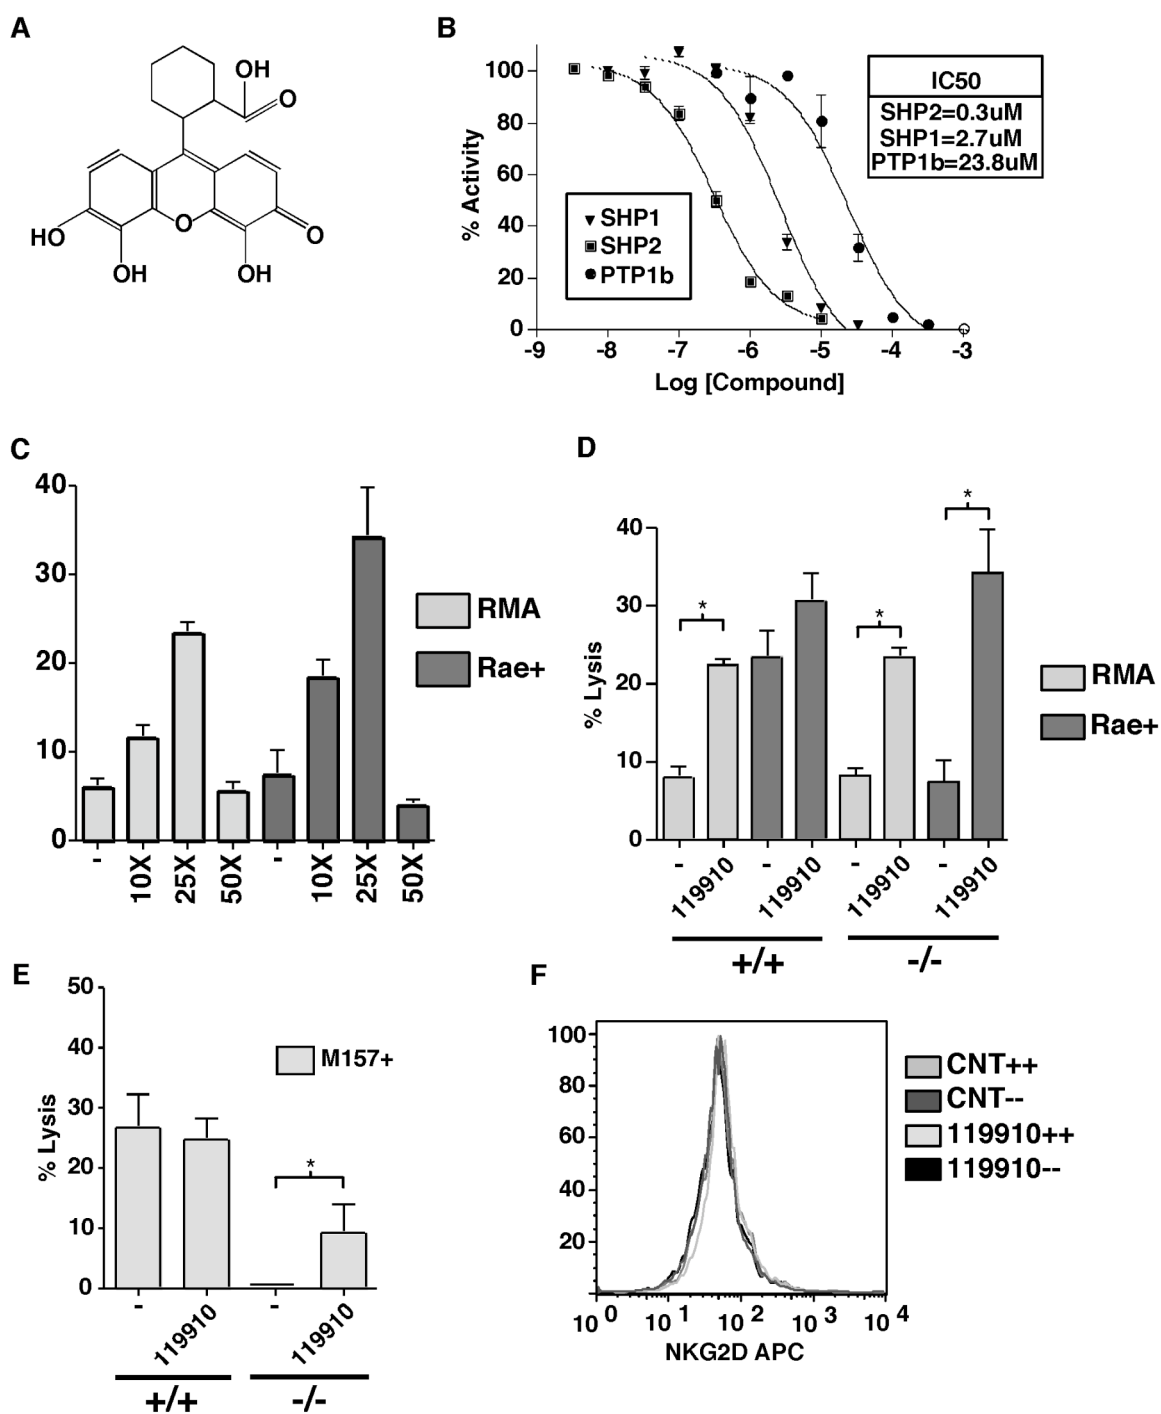 A
OH
O
HO
OH
O
OH
O
B
100
80
60
40
20
0
% Activity
-9 -8 -7 -6 -5 -4 -3
Log [Compound]
SHP1
SHP2
PTP1b
IC50
SHP2=0.3uM
SHP1=2.7uM
PTP1b=23.8uM
C
40
30
20
10
0
- 10X 25X 50X - 10X 25X 50X
RMA
Rae+
D
40
30
20
10
0
% Lysis
* * *
- 119910 - 119910 - 119910 - 119910
+/+ -/-
RMA
Rae+
E
50
40
30
20
10
0
% Lysis
M157+
*
- 119910 - 119910
+/+ -/-
F
100
80
60
40
20
10 0 10 1 10 2 10 3 10 4
NKG2D APC
CNT++
CNT--
119910++
119910--